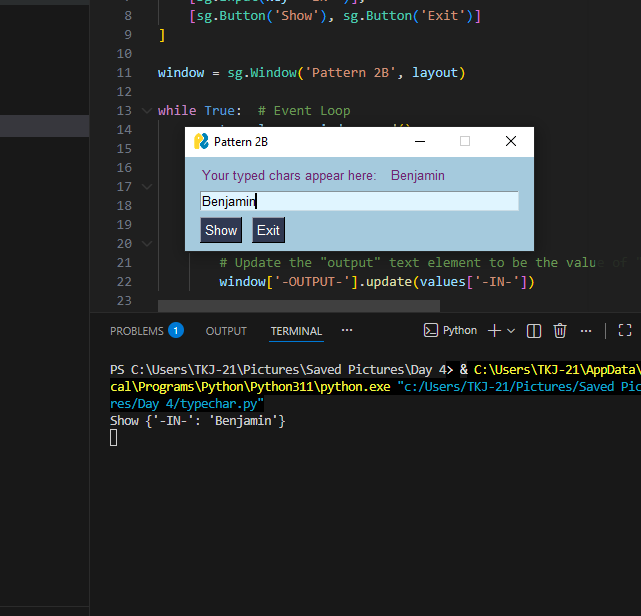 8 [sg.Button('Show'), sg.Button('Exit')]
9 ]
10
11 window = sg.Window('Pattern 2B', layout)
12
13 while True:  # Event Loop
14
15
16
17
18
19
20
21 # Update the "output" text element to be the value of
22 window['-OUTPUT-'].update(values['-IN-'])
23
Pattern 2B
Your typed chars appear here: Benjamin
Benjamin
Show Exit
PROBLEMS 1 OUTPUT TERMINAL ··· Python
PS C:\Users\TKJ-21\Pictures\Saved Pictures\Day 4> & C:\Users\TKJ-21\AppData\
cal\Programs\Python\Python311\python.exe "c:/Users/TKJ-21/Pictures/Saved Pic
res/Day 4/typechar.py"
Show {'-IN-': 'Benjamin'}